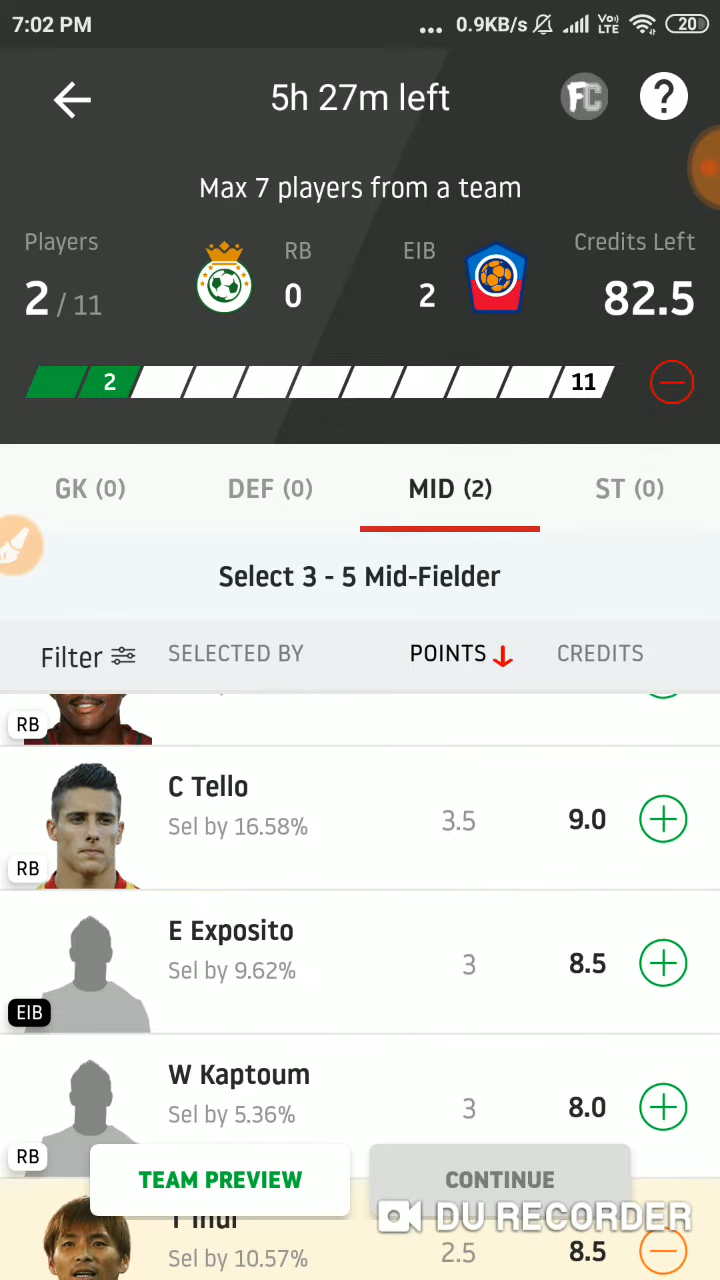 7:02 PM
... 0.9KB/s Vo)) LTE 20
5h 27m left
FC ?
Max 7 players from a team
Players RB EIB Credits Left
2 / 11 0 2 82.5
2 11
GK (0) DEF (0) MID (2) ST (0)
Select 3 - 5 Mid-Fielder
Filter SELECTED BY POINTS CREDITS
RB
C Tello
Sel by 16.58% 3.5 9.0
RB
E Exposito
Sel by 9.62% 3 8.5
EIB
W Kaptoum
Sel by 5.36% 3 8.0
RB
TEAM PREVIEW CONTINUE
DU RECORDER
Inui
Sel by 10.57% 2.5 8.5